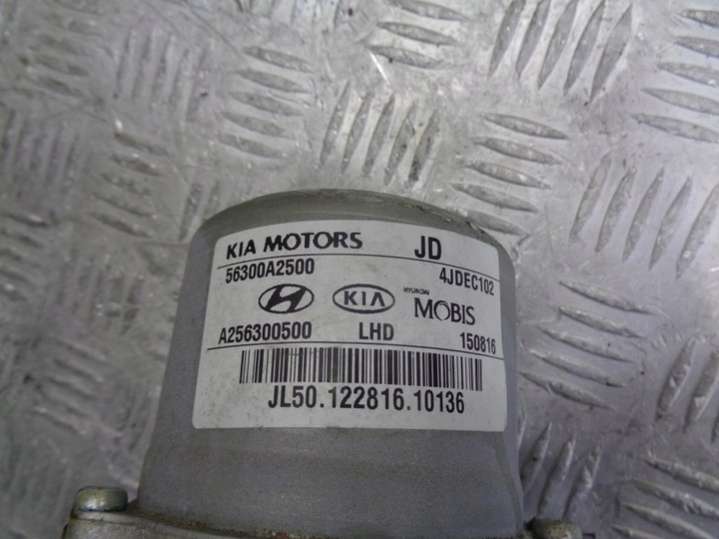 KIA MOTORS JD
56300A2500 4JDEC102
KIA HYUNDAI MOBIS
A256300500 LHD 150816
JL50.122816.10136